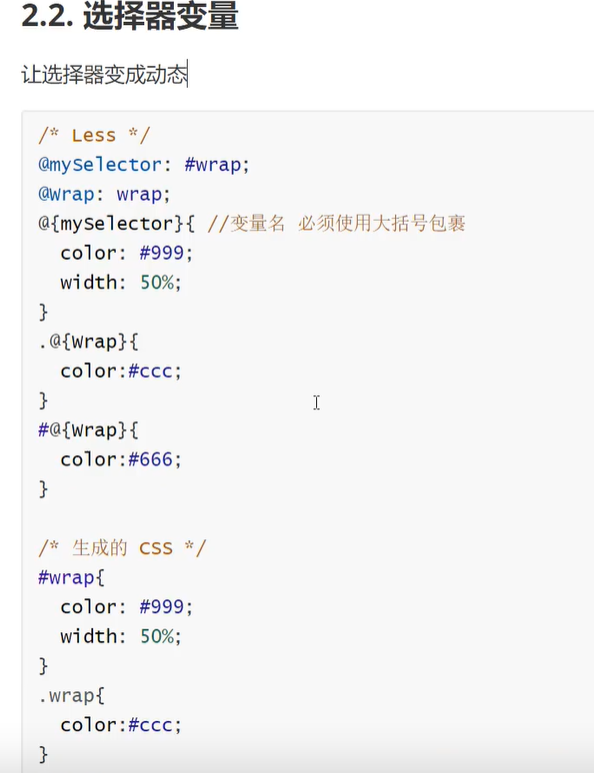 2.2. 选择器变量
让选择器变成动态
/* Less */
@mySelector: #wrap;
@Wrap: wrap;
@{mySelector}{ //变量名 必须使用大括号包裹
  color: #999;
  width: 50%;
}
.@{Wrap}{
  color:#ccc;
}
#@{Wrap}{
  color:#666;
}
/* 生成的 CSS */
#wrap{
  color: #999;
  width: 50%;
}
.wrap{
  color:#ccc;
}